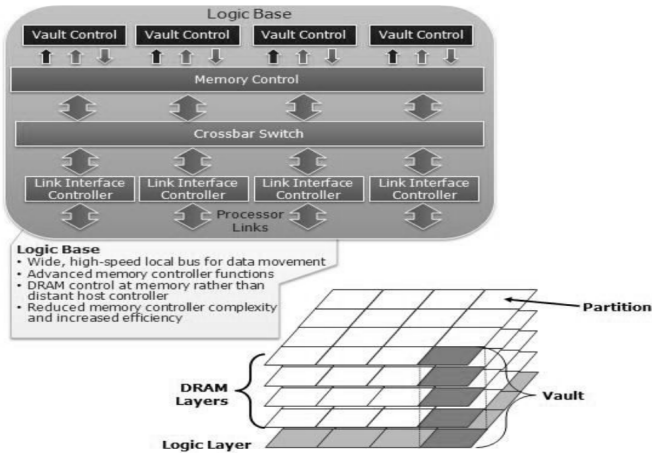 Logic Base
Vault Control Vault Control Vault Control Vault Control
Memory Control
Crossbar Switch
Link Interface Link Interface Link Interface Link Interface
Controller Controller Controller Controller
Processor
Links
Logic Base
• Wide, high-speed local bus for data movement
• Advanced memory controller functions
• DRAM control at memory rather than
distant host controller
• Reduced memory controller complexity
and increased efficiency
Partition
DRAM
Layers
Vault
Logic Layer